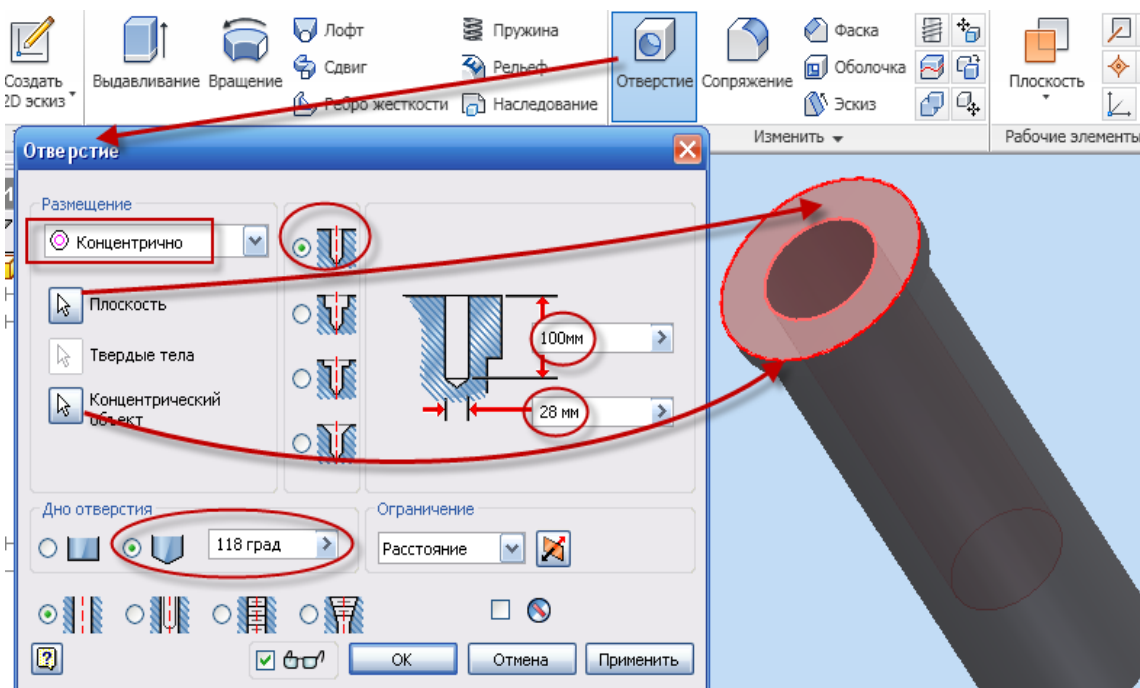 Создать
2D эскиз
Выдавливание
Вращение
Лофт
Сдвиг
Ребро жесткости
Пружина
Рельеф
Наследование
Отверстие
Сопряжение
Фаска
Оболочка
Эскиз
Плоскость
Изменить
Рабочие элементы
Отверстие
Размещение
Концентрично
Плоскость
Твердые тела
Концентрический
объект
100мм
28 мм
Дно отверстия
118 град
Ограничение
Расстояние
ОК
Отмена
Применить